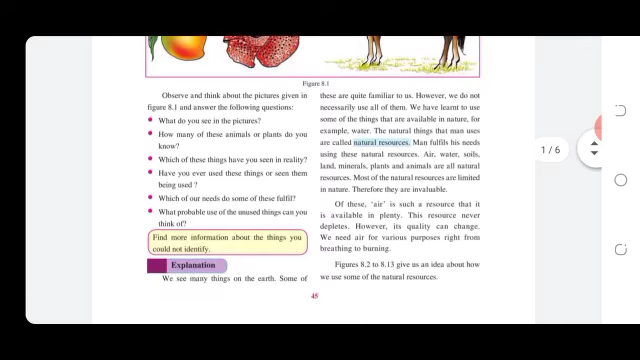 Figure 8.1
Observe and think about the pictures given in
figure 8.1 and answer the following questions:
What do you see in the pictures?
How many of these animals or plants do you
know?
Which of these things have you seen in reality?
Have you ever used these things or seen them
being used ?
Which of our needs do some of these fulfil?
What probable use of the unused things can you
think of?
Find more information about the things you
could not identify.
Explanation
We see many things on the earth. Some of
these are quite familiar to us. However, we do not
necessarily use all of them. We have learnt to use
some of the things that are available in nature, for
example, water. The natural things that man uses
are called natural resources. Man fulfils his needs
using these natural resources. Air, water, soils,
land, minerals, plants and animals are all natural
resources. Most of the natural resources are limited
in nature. Therefore they are invaluable.
Of these, 'air' is such a resource that it
is available in plenty. This resource never
depletes. However, its quality can change.
We need air for various purposes right from
breathing to burning.
Figures 8.2 to 8.13 give us an idea about how
we use some of the natural resources.
45
1 / 6